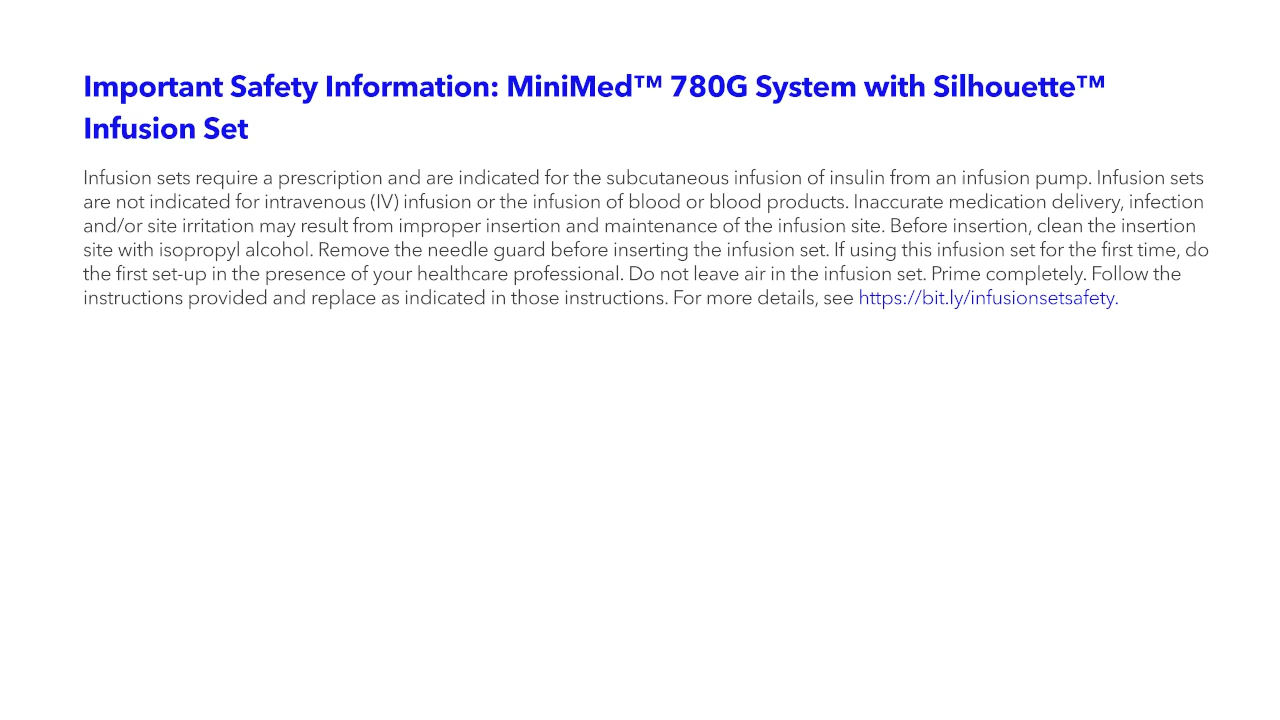 Important Safety Information: MiniMed™ 780G System with Silhouette™
Infusion Set
Infusion sets require a prescription and are indicated for the subcutaneous infusion of insulin from an infusion pump. Infusion sets
are not indicated for intravenous (IV) infusion or the infusion of blood or blood products. Inaccurate medication delivery, infection
and/or site irritation may result from improper insertion and maintenance of the infusion site. Before insertion, clean the insertion
site with isopropyl alcohol. Remove the needle guard before inserting the infusion set. If using this infusion set for the first time, do
the first set-up in the presence of your healthcare professional. Do not leave air in the infusion set. Prime completely. Follow the
instructions provided and replace as indicated in those instructions. For more details, see https://bit.ly/infusionsetsafety.